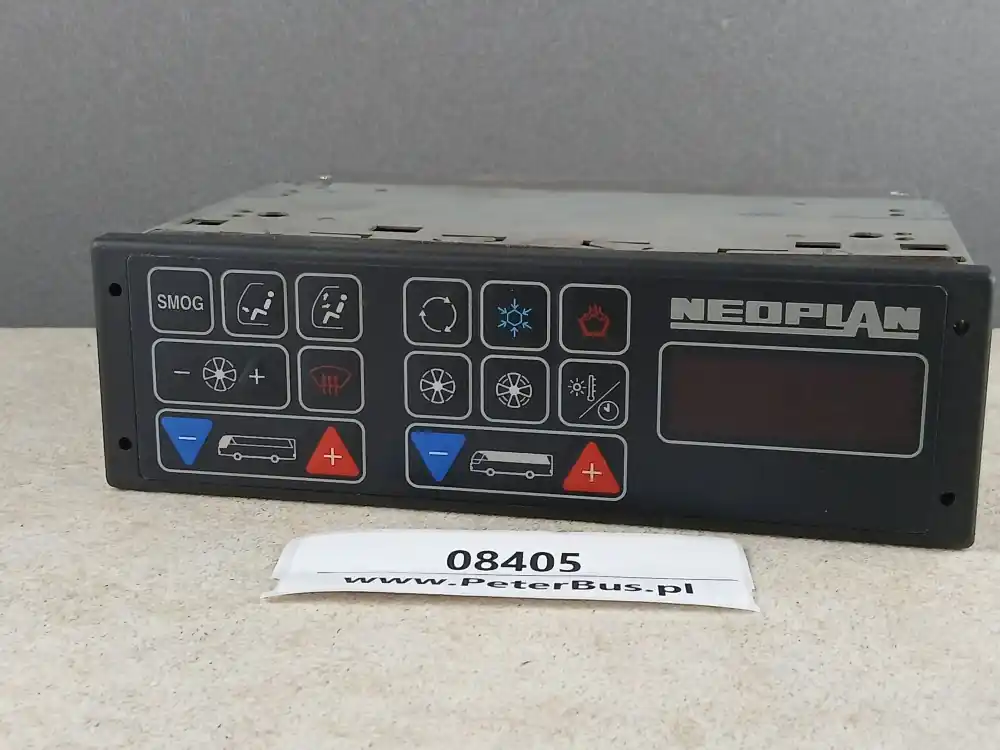 SMOG
NEOPLAN
- +
- +
- +
08405
www.PeterBus.pl